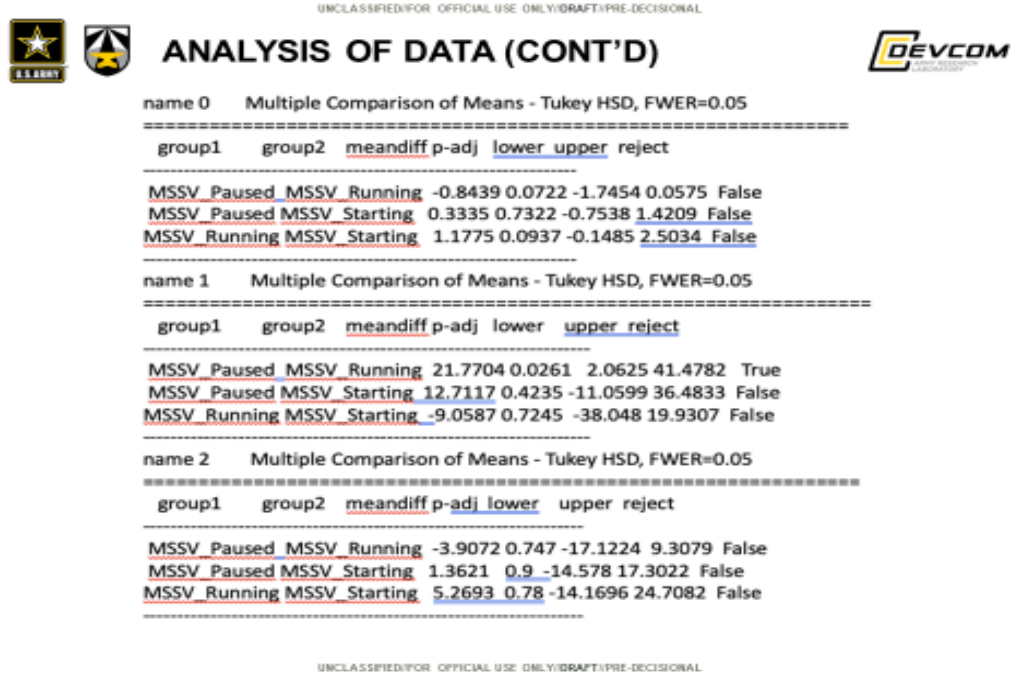 UNCLASSIFIED//FOR OFFICIAL USE ONLY//DRAFT//PRE-DECISIONAL
U.S. ARMY
ANALYSIS OF DATA (CONT'D)
DEVCOM
ARMY RESEARCH
LABORATORY
name 0 Multiple Comparison of Means - Tukey HSD, FWER=0.05
================================================================
group1 group2 meandiff p-adj lower upper reject
----------------------------------------------------------------
MSSV_Paused MSSV_Running -0.8439 0.0722 -1.7454 0.0575 False
MSSV_Paused MSSV_Starting 0.3335 0.7322 -0.7538 1.4209 False
MSSV_Running MSSV_Starting 1.1775 0.0937 -0.1485 2.5034 False
----------------------------------------------------------------
name 1 Multiple Comparison of Means - Tukey HSD, FWER=0.05
==================================================================
group1 group2 meandiff p-adj lower upper reject
------------------------------------------------------------------
MSSV_Paused MSSV_Running 21.7704 0.0261 2.0625 41.4782 True
MSSV_Paused MSSV_Starting 12.7117 0.4235 -11.0599 36.4833 False
MSSV_Running MSSV_Starting -9.0587 0.7245 -38.048 19.9307 False
------------------------------------------------------------------
name 2 Multiple Comparison of Means - Tukey HSD, FWER=0.05
=================================================================
group1 group2 meandiff p-adj lower upper reject
-----------------------------------------------------------------
MSSV_Paused MSSV_Running -3.9072 0.747 -17.1224 9.3079 False
MSSV_Paused MSSV_Starting 1.3621 0.9 -14.578 17.3022 False
MSSV_Running MSSV_Starting 5.2693 0.78 -14.1696 24.7082 False
-----------------------------------------------------------------
UNCLASSIFIED//FOR OFFICIAL USE ONLY//DRAFT//PRE-DECISIONAL